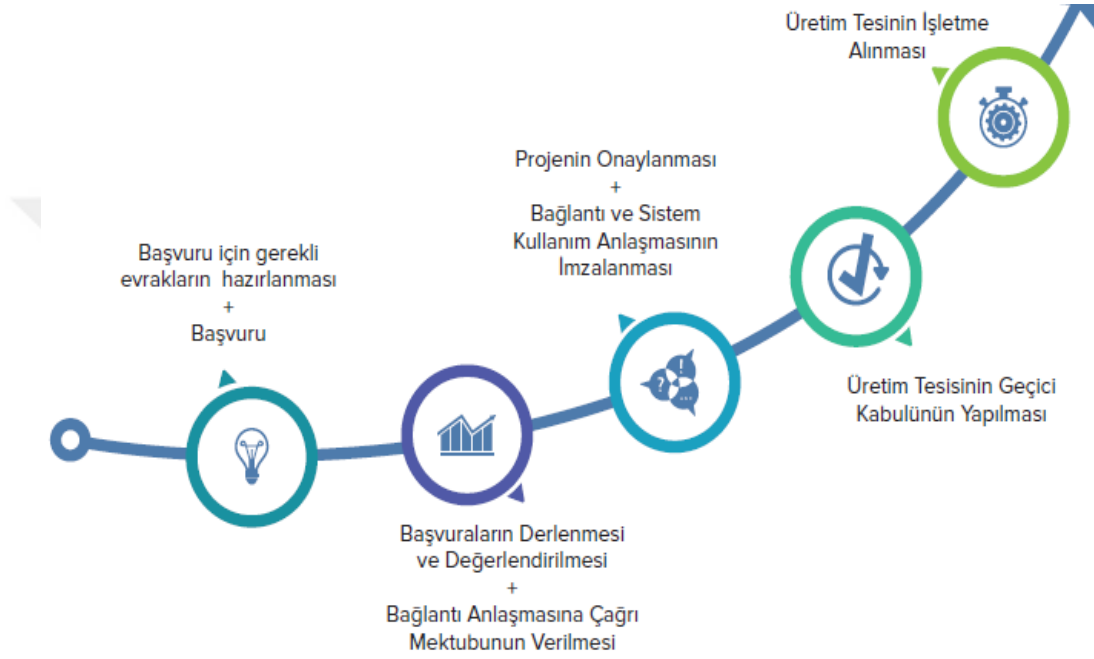 Başvuru için gerekli
evrakların hazırlanması
+
Başvuru
Başvuraların Derlenmesi
ve Değerlendirilmesi
+
Bağlantı Anlaşmasına Çağrı
Mektubunun Verilmesi
Projenin Onaylanması
+
Bağlantı ve Sistem
Kullanım Anlaşmasının
İmzalanması
? ! ...
Üretim Tesisinin Geçici
Kabulünün Yapılması
Üretim Tesinin İşletme
Alınması